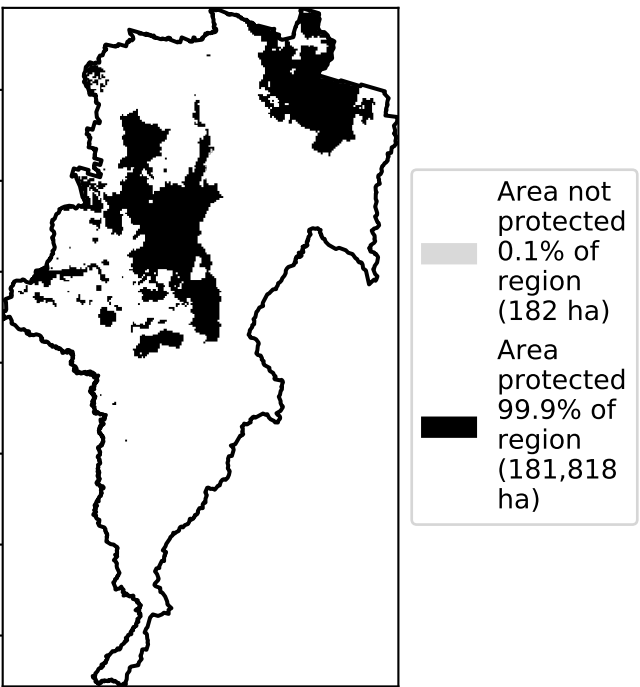 Area not
protected
0.1% of
region
(182 ha)
Area
protected
99.9% of
region
(181,818
ha)